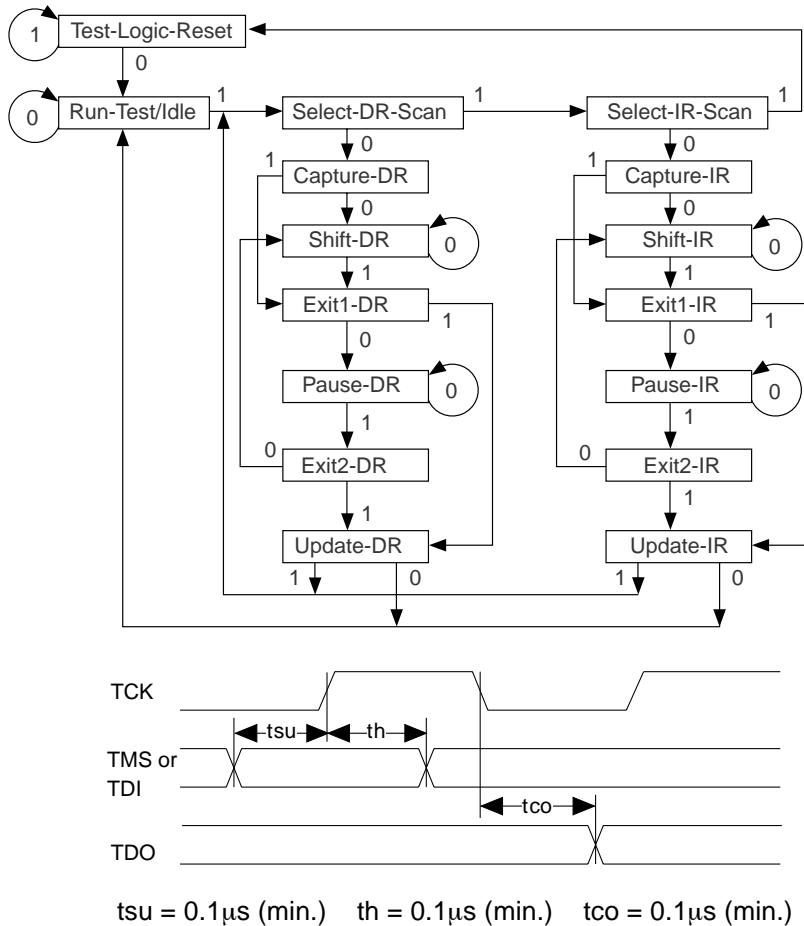 Test-Logic-Reset
1
0
Run-Test/Idle
0
1
Select-DR-Scan
1
Select-IR-Scan
1
0
0
1
Capture-DR
1
Capture-IR
0
0
Shift-DR
0
Shift-IR
0
1
1
Exit1-DR
1
Exit1-IR
1
0
0
Pause-DR
0
Pause-IR
0
1
1
0
Exit2-DR
0
Exit2-IR
1
1
Update-DR
Update-IR
1
0
1
0
TCK
tsu
th
TMS or
TDI
tco
TDO
tsu = 0.1μs (min.) th = 0.1μs (min.) tco = 0.1μs (min.)